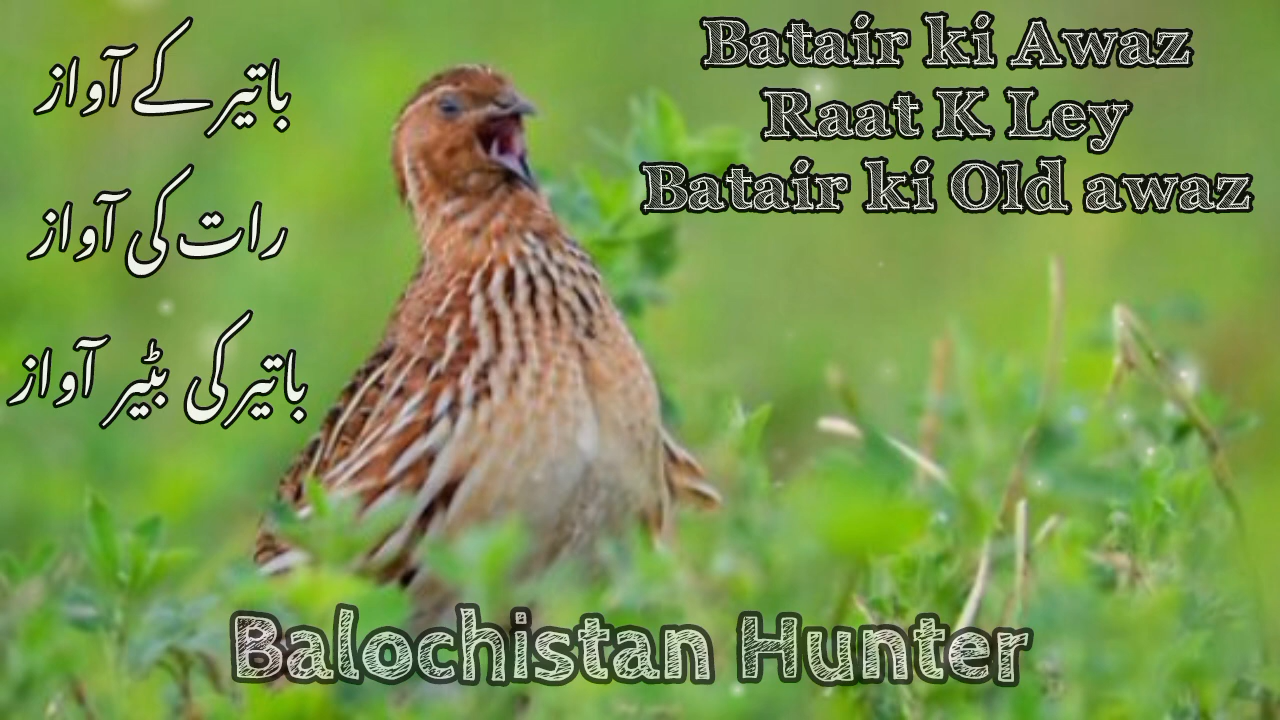 باتیر کے آواز
رات کی آواز
باتیر کی بٹیر آواز
Batair ki Awaz
Raat K Ley
Batair ki Old awaz
Balochistan Hunter